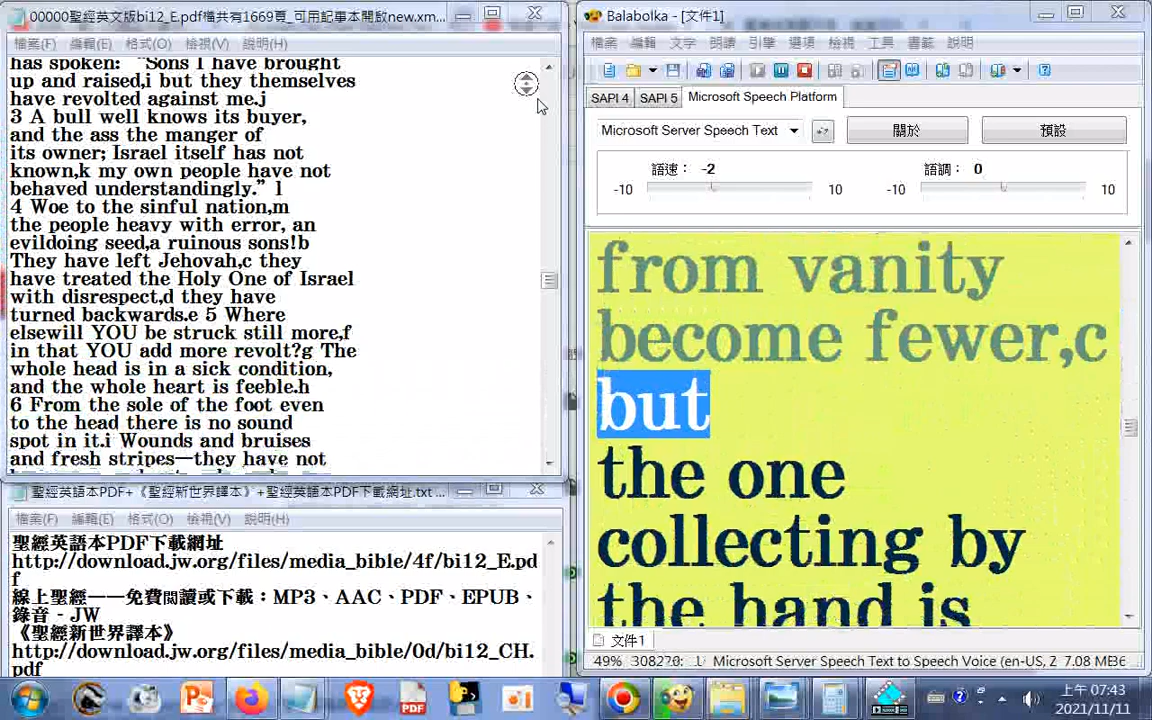 00000聖經英文版bi12_E.pdf檔共有1669頁_可用記事本開啟new.xm...
檔案(F) 編輯(E) 格式(O) 檢視(V) 說明(H)
has spoken: “Sons I have brought
up and raised,i but they themselves
have revolted against me.j
3 A bull well knows its buyer,
and the ass the manger of
its owner; Israel itself has not
known,k my own people have not
behaved understandingly.” l
4 Woe to the sinful nation,m
the people heavy with error, an
evildoing seed,a ruinous sons!b
They have left Jehovah,c they
have treated the Holy One of Israel
with disrespect,d they have
turned backwards.e 5 Where
elsewill YOU be struck still more,f
in that YOU add more revolt?g The
whole head is in a sick condition,
and the whole heart is feeble.h
6 From the sole of the foot even
to the head there is no sound
spot in it.i Wounds and bruises
and fresh stripes—they have not
聖經英語本PDF+《聖經新世界譯本》+聖經英語本PDF下載網址.txt ...
檔案(F) 編輯(E) 格式(O) 檢視(V) 說明(H)
聖經英語本PDF下載網址
http://download.jw.org/files/media_bible/4f/bi12_E.pd
f
線上聖經——免費閱讀或下載：MP3、AAC、PDF、EPUB、
錄音 - JW
《聖經新世界譯本》
http://download.jw.org/files/media_bible/0d/bi12_CH.
pdf
Balabolka - [文件1]
檔案 編輯 文字 朗讀 引擎 選項 檢視 工具 書籤 說明
SAPI 4 SAPI 5 Microsoft Speech Platform
Microsoft Server Speech Text 關於 預設
語速： -2 語調： 0
-10 10 -10 10
from vanity
become fewer,c
but
the one
collecting by
the hand is
文件1
49% Microsoft Server Speech Text to Speech Voice (en-US, Z 7.08 MB
上午 07:43
2021/11/11